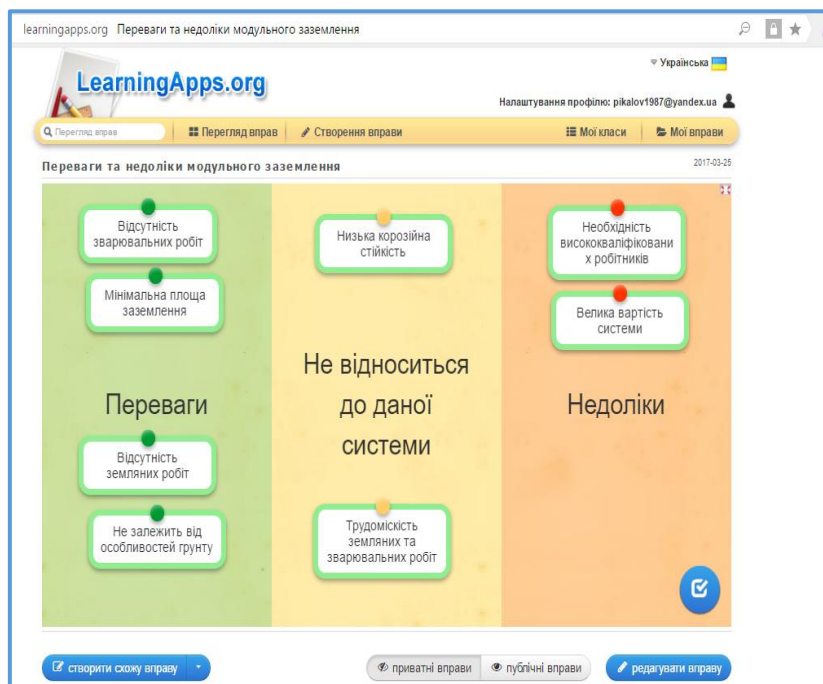 learningapps.org Переваги та недоліки модульного заземлення
Українська
LearningApps.org
Налаштування профілю: pikalov1987@yandex.ua
Перегляд вправ
Перегляд вправ
Створення вправи
Мої класи
Мої вправи
Переваги та недоліки модульного заземлення
2017-03-25
Відсутність
зварювальних робіт
Мінімальна площа
заземлення
Переваги
Відсутність
земляних робіт
Не залежить від
особливостей грунту
Низька корозійна
стійкість
Не відноситься
до даної
системи
Трудомісткість
земляних та
зварювальних робіт
Необхідність
висококваліфіковани
х робітників
Велика вартість
системи
Недоліки
створити схожу вправу
приватні вправи
публічні вправи
редагувати вправу